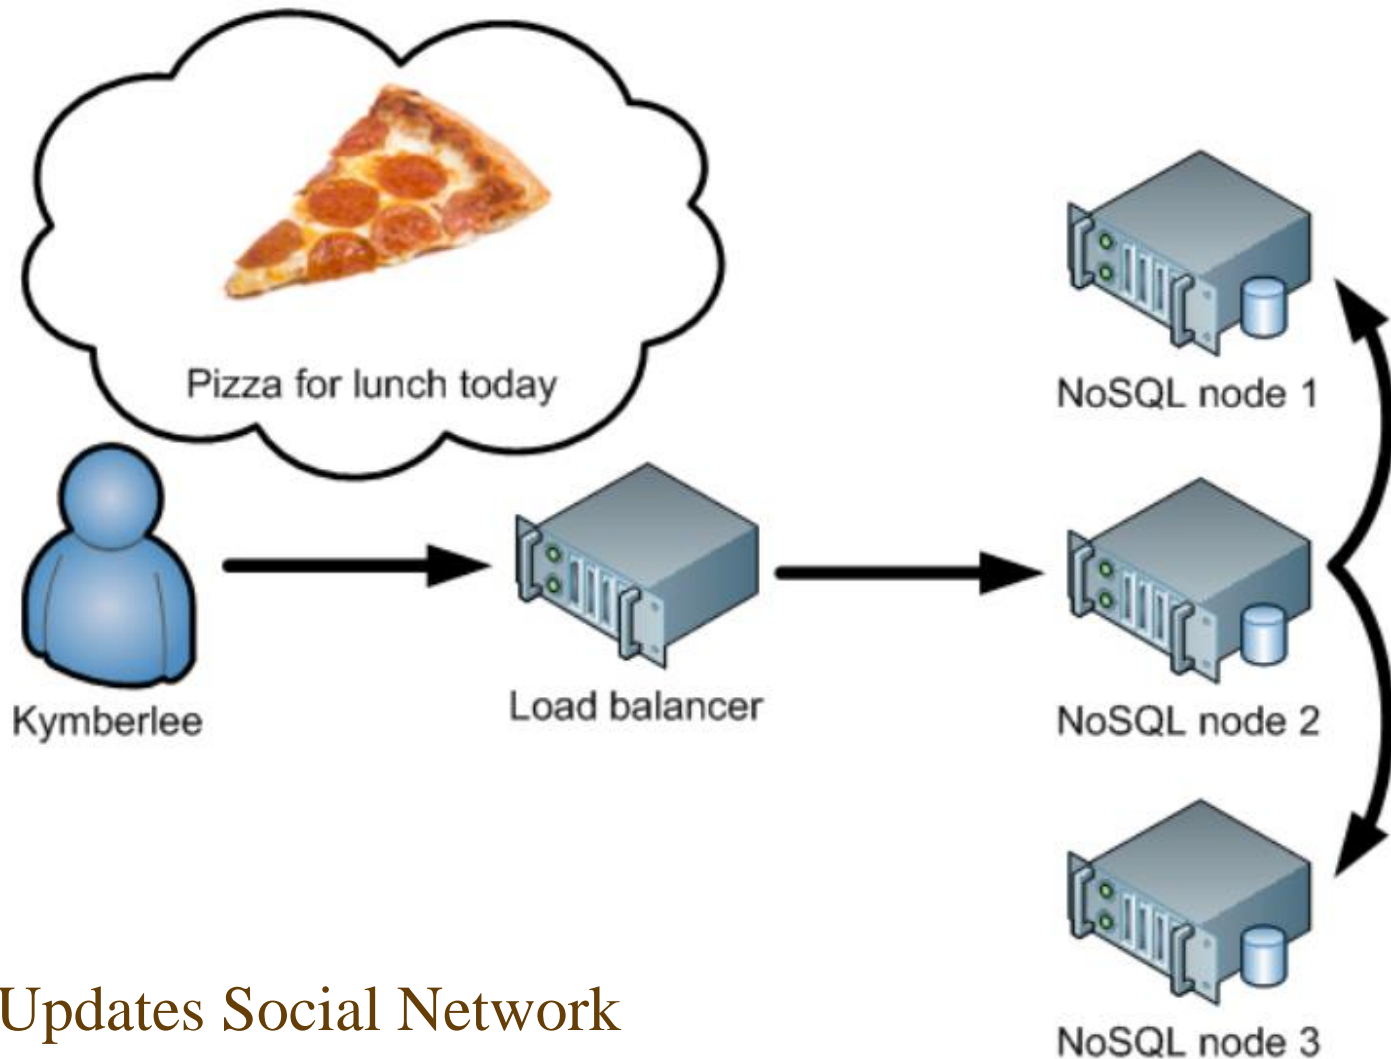 Pizza for lunch today
NoSQL node 1
Kymberlee
Load balancer
NoSQL node 2
Updates Social Network
NoSQL node 3